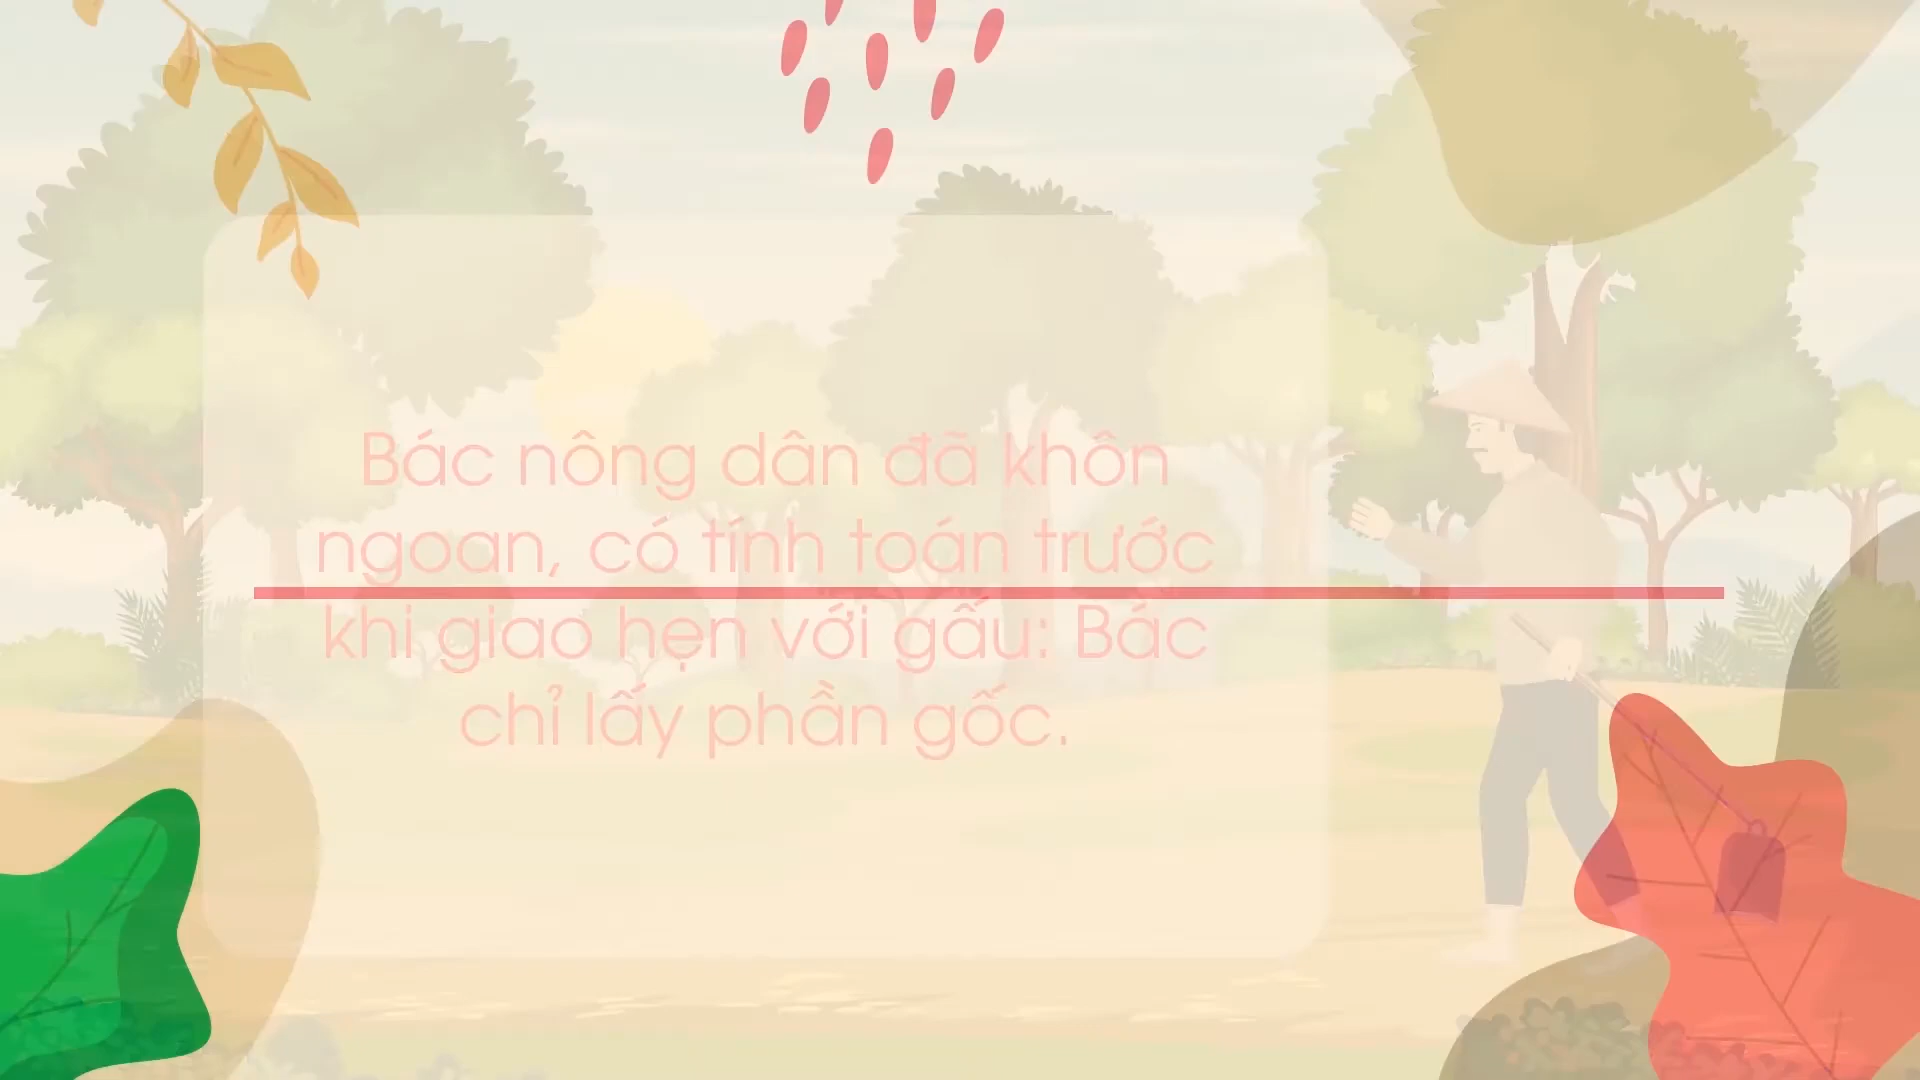 Bác nông dân đã khôn
ngoan, có tính toán trước
khi giao hẹn với gấu: Bác
chỉ lấy phần gốc.